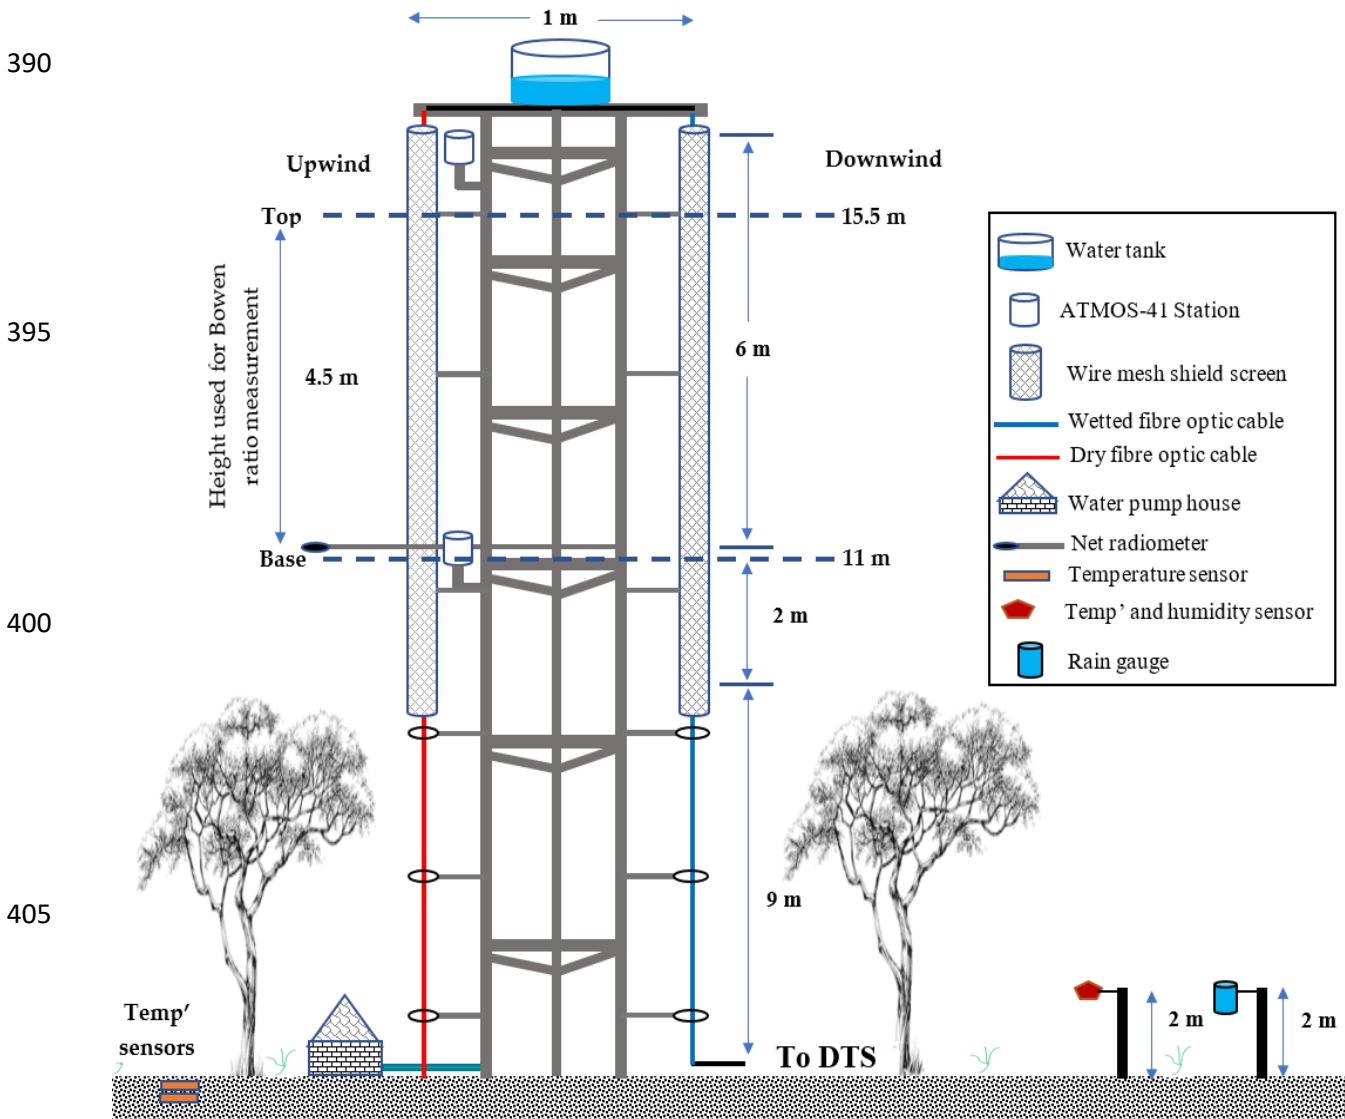 1 m
390
Upwind
Downwind
Top
15.5 m
Height used for Bowen
ratio measurement
395
6 m
4.5 m
Base
11 m
400
2 m
405
9 m
Temp'
sensors
To DTS
2 m
2 m
Water tank
ATMOS-41 Station
Wire mesh shield screen
Wetted fibre optic cable
Dry fibre optic cable
Water pump house
Net radiometer
Temperature sensor
Temp' and humidity sensor
Rain gauge